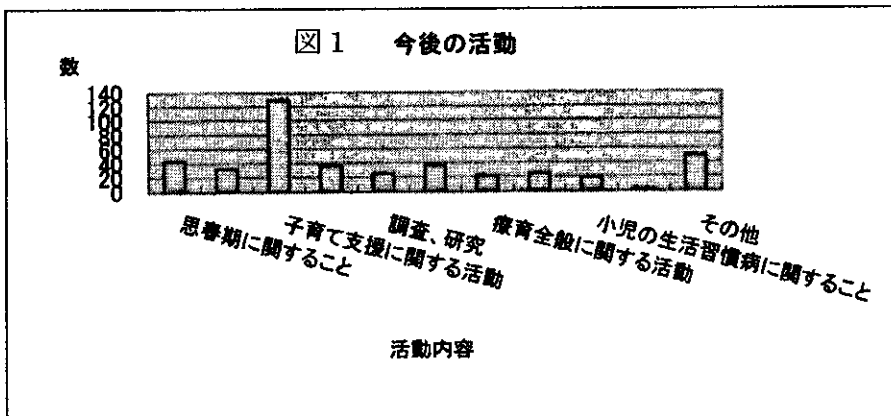 図1 今後の活動
数
140
120
100
80
60
40
20
0
思春期に関すること
子育て支援に関する活動
調査、研究
療育全般に関する活動
小児の生活習慣病に関すること
その他
活動内容